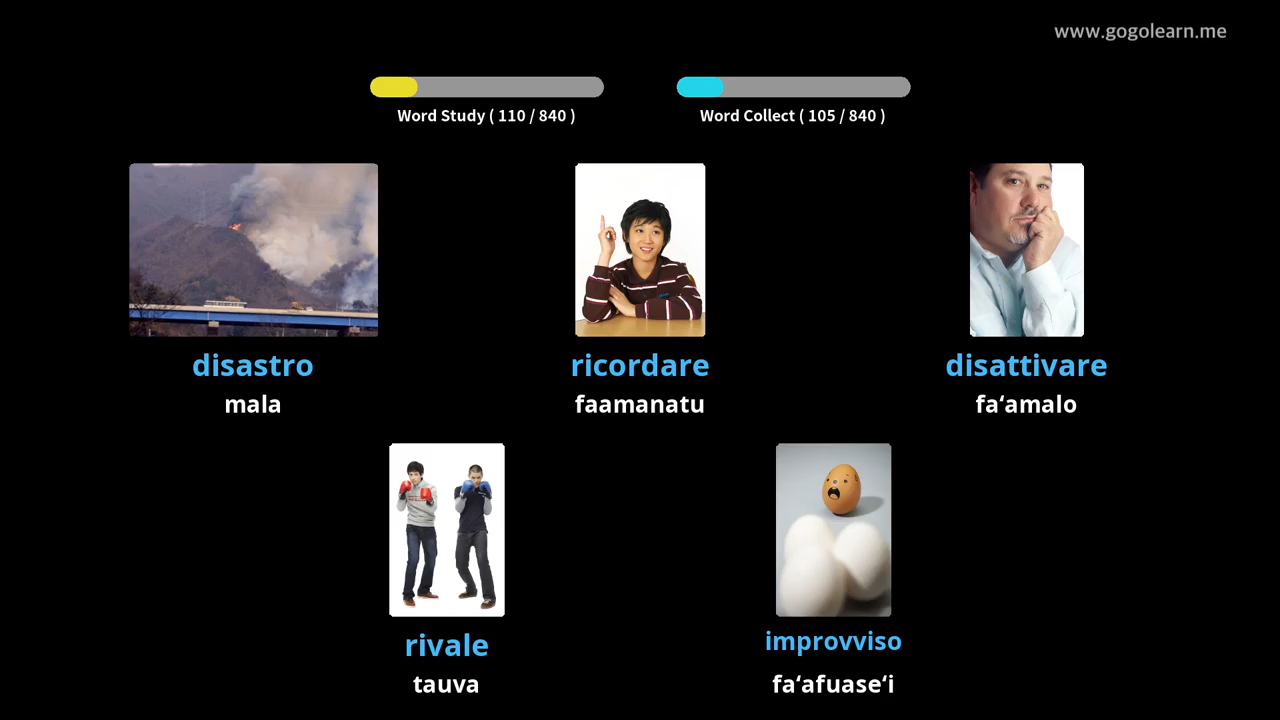 www.gogolearn.me
Word Study ( 110 / 840 )
Word Collect ( 105 / 840 )
disastro
mala
ricordare
faamanatu
disattivare
fa‘amalo
rivale
tauva
improvviso
fa‘afuase‘i